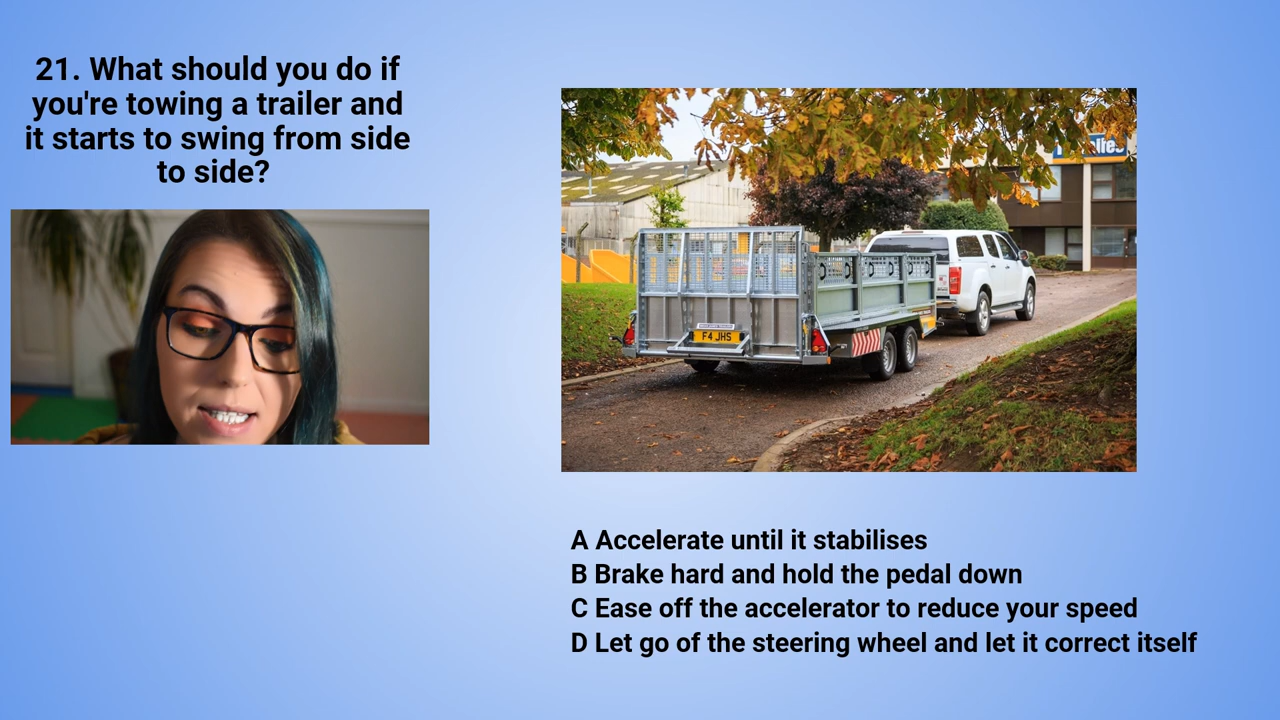 21. What should you do if
you're towing a trailer and
it starts to swing from side
to side?
F4 JHS
A Accelerate until it stabilises
B Brake hard and hold the pedal down
C Ease off the accelerator to reduce your speed
D Let go of the steering wheel and let it correct itself